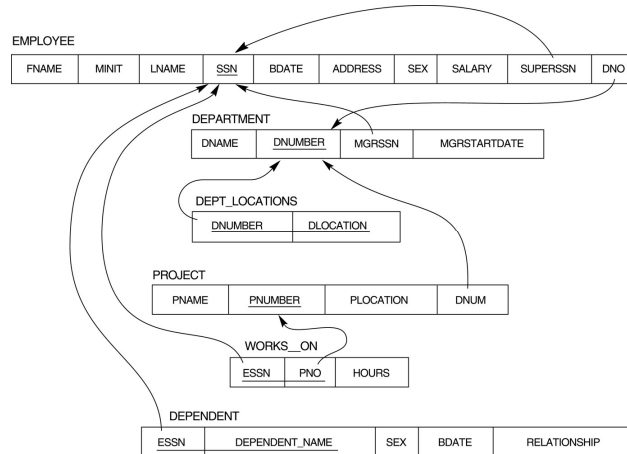 EMPLOYEE
FNAME MINIT LNAME SSN BDATE ADDRESS SEX SALARY SUPERSSN DNO
DEPARTMENT
DNAME DNUMBER MGRSSN MGRSTARTDATE
DEPT_LOCATIONS
DNUMBER DLOCATION
PROJECT
PNAME PNUMBER PLOCATION DNUM
WORKS__ON
ESSN PNO HOURS
DEPENDENT
ESSN DEPENDENT_NAME SEX BDATE RELATIONSHIP